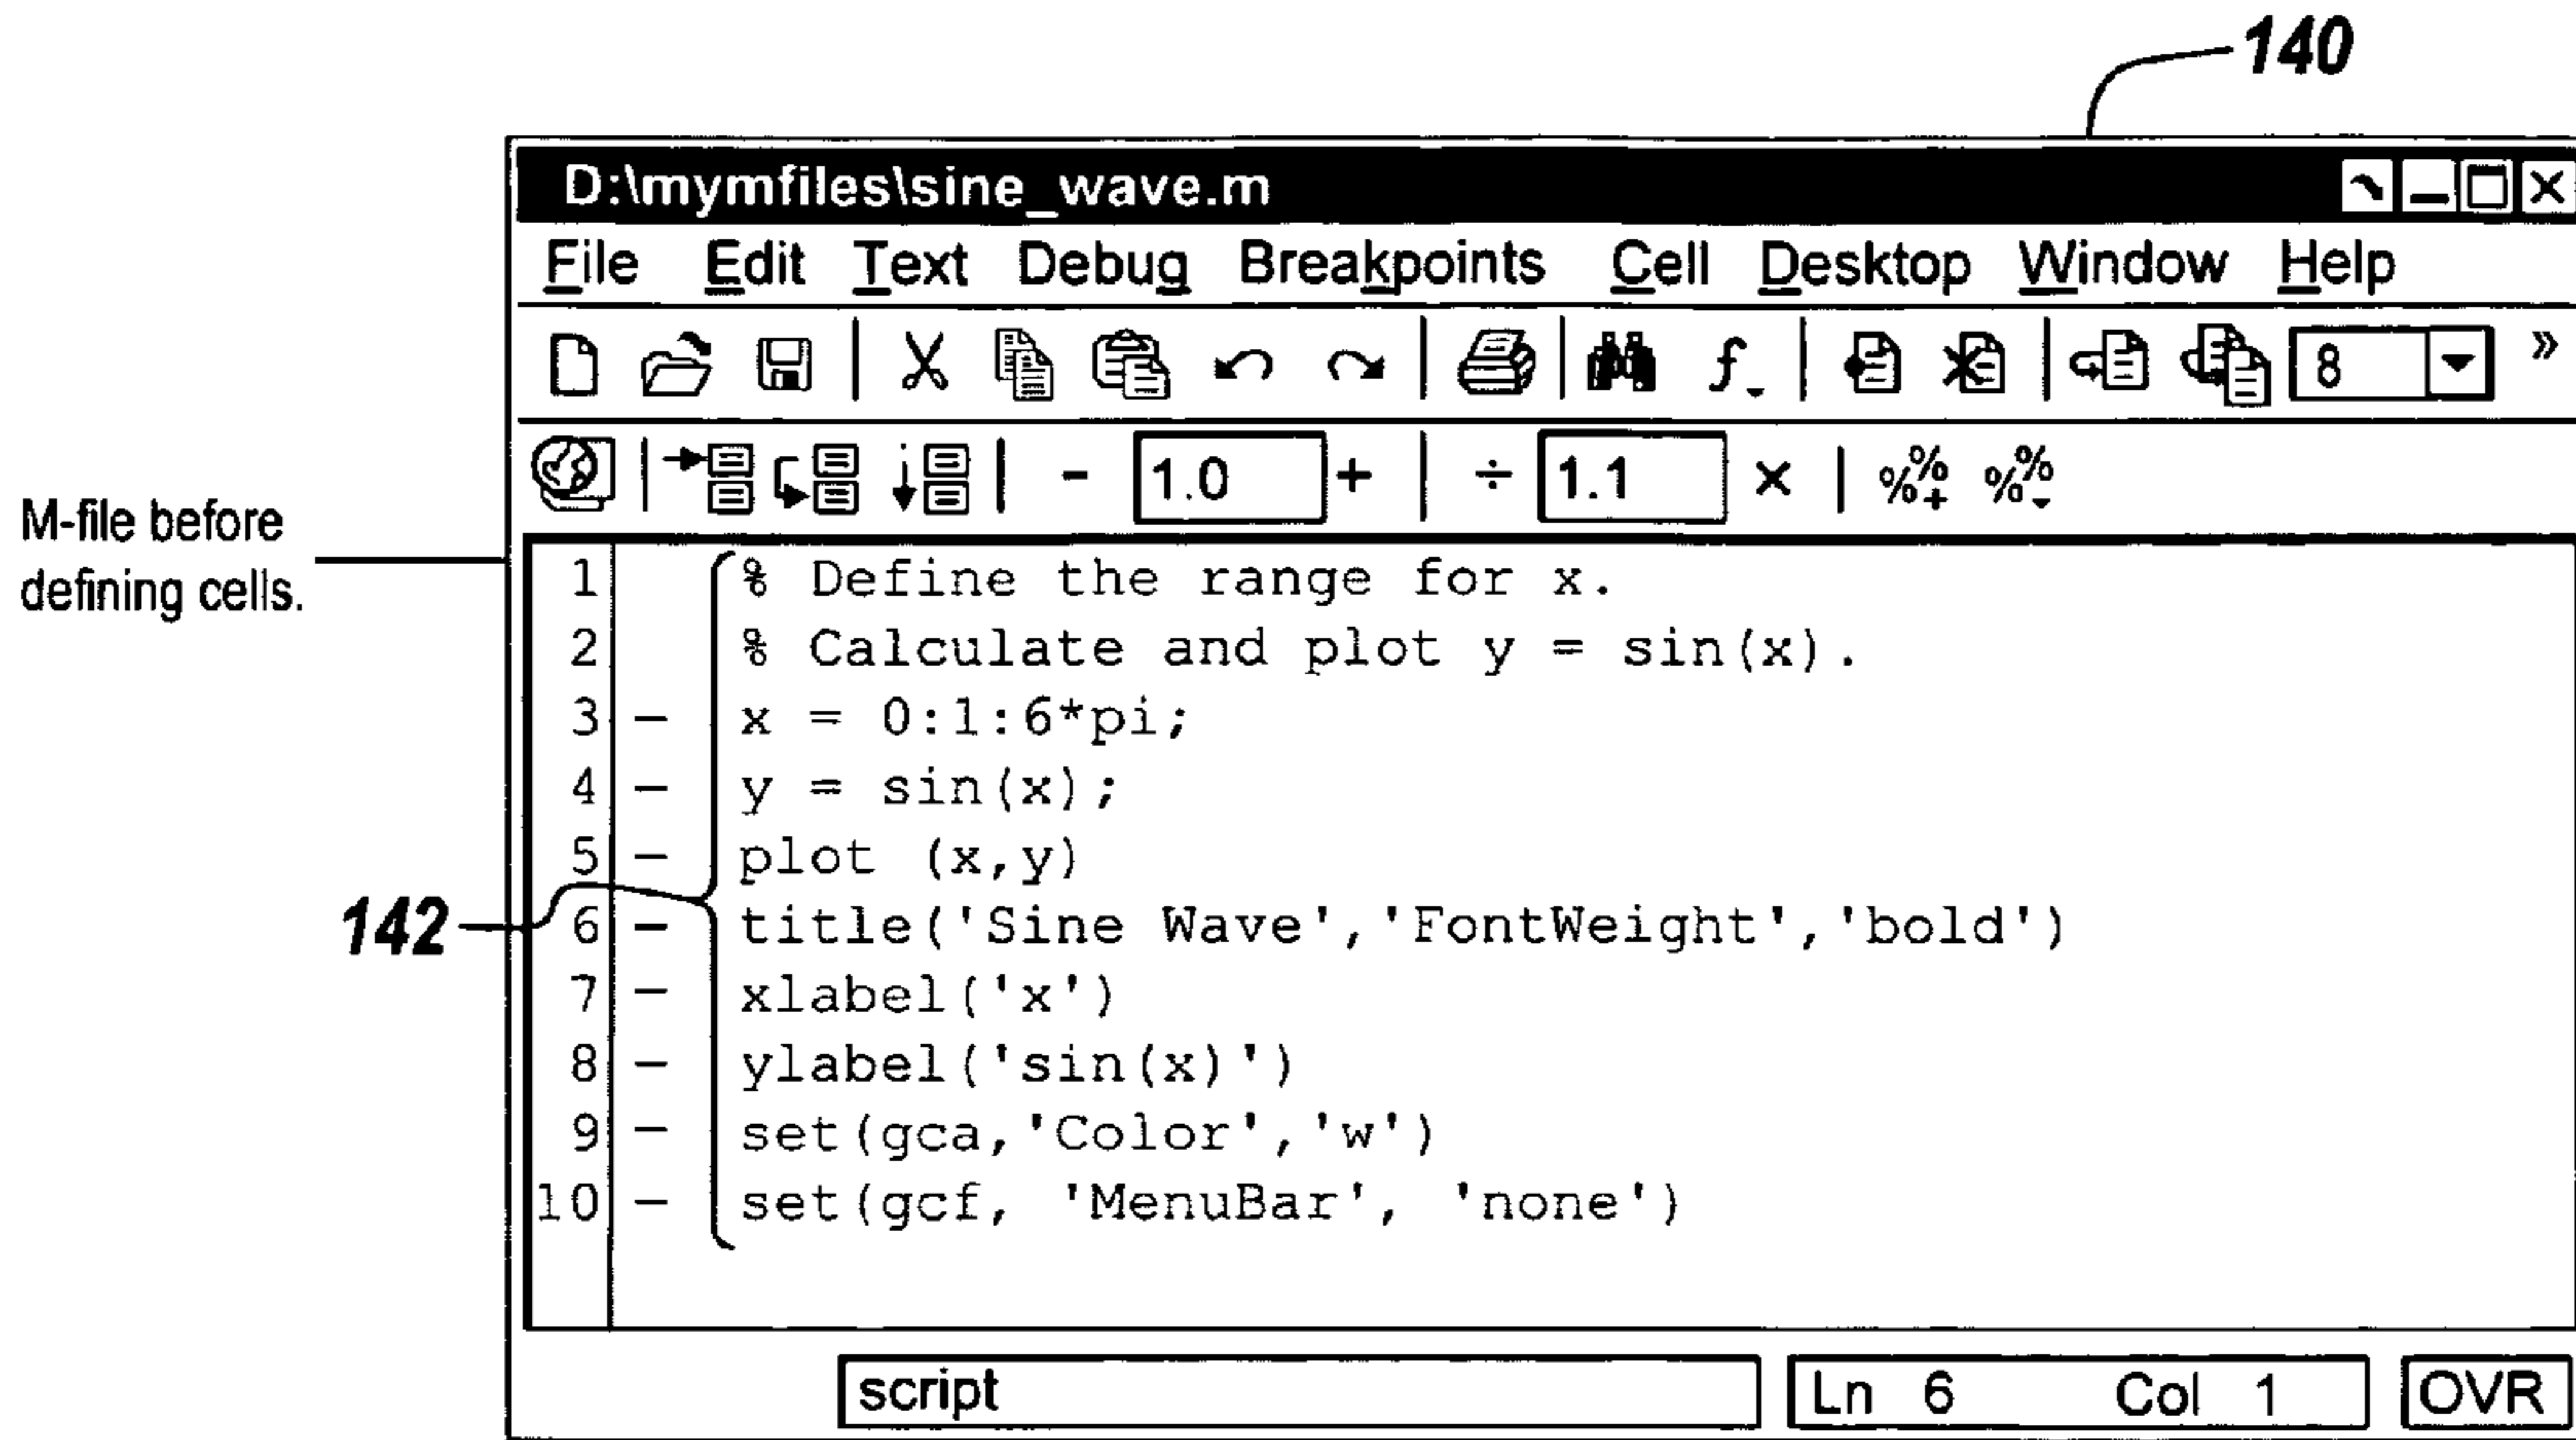 140
D:\mymfiles\sine_wave.m
File Edit Text Debug Breakpoints Cell Desktop Window Help
8 »
- 1.0 + ÷ 1.1 × %%+ %%
M-file before
defining cells.
1 % Define the range for x.
2 % Calculate and plot y = sin(x).
3 – x = 0:1:6*pi;
4 – y = sin(x);
5 – plot (x,y)
142
6 – title('Sine Wave','FontWeight','bold')
7 – xlabel('x')
8 – ylabel('sin(x)')
9 – set(gca,'Color','w')
10 – set(gcf, 'MenuBar', 'none')
script Ln 6 Col 1 OVR